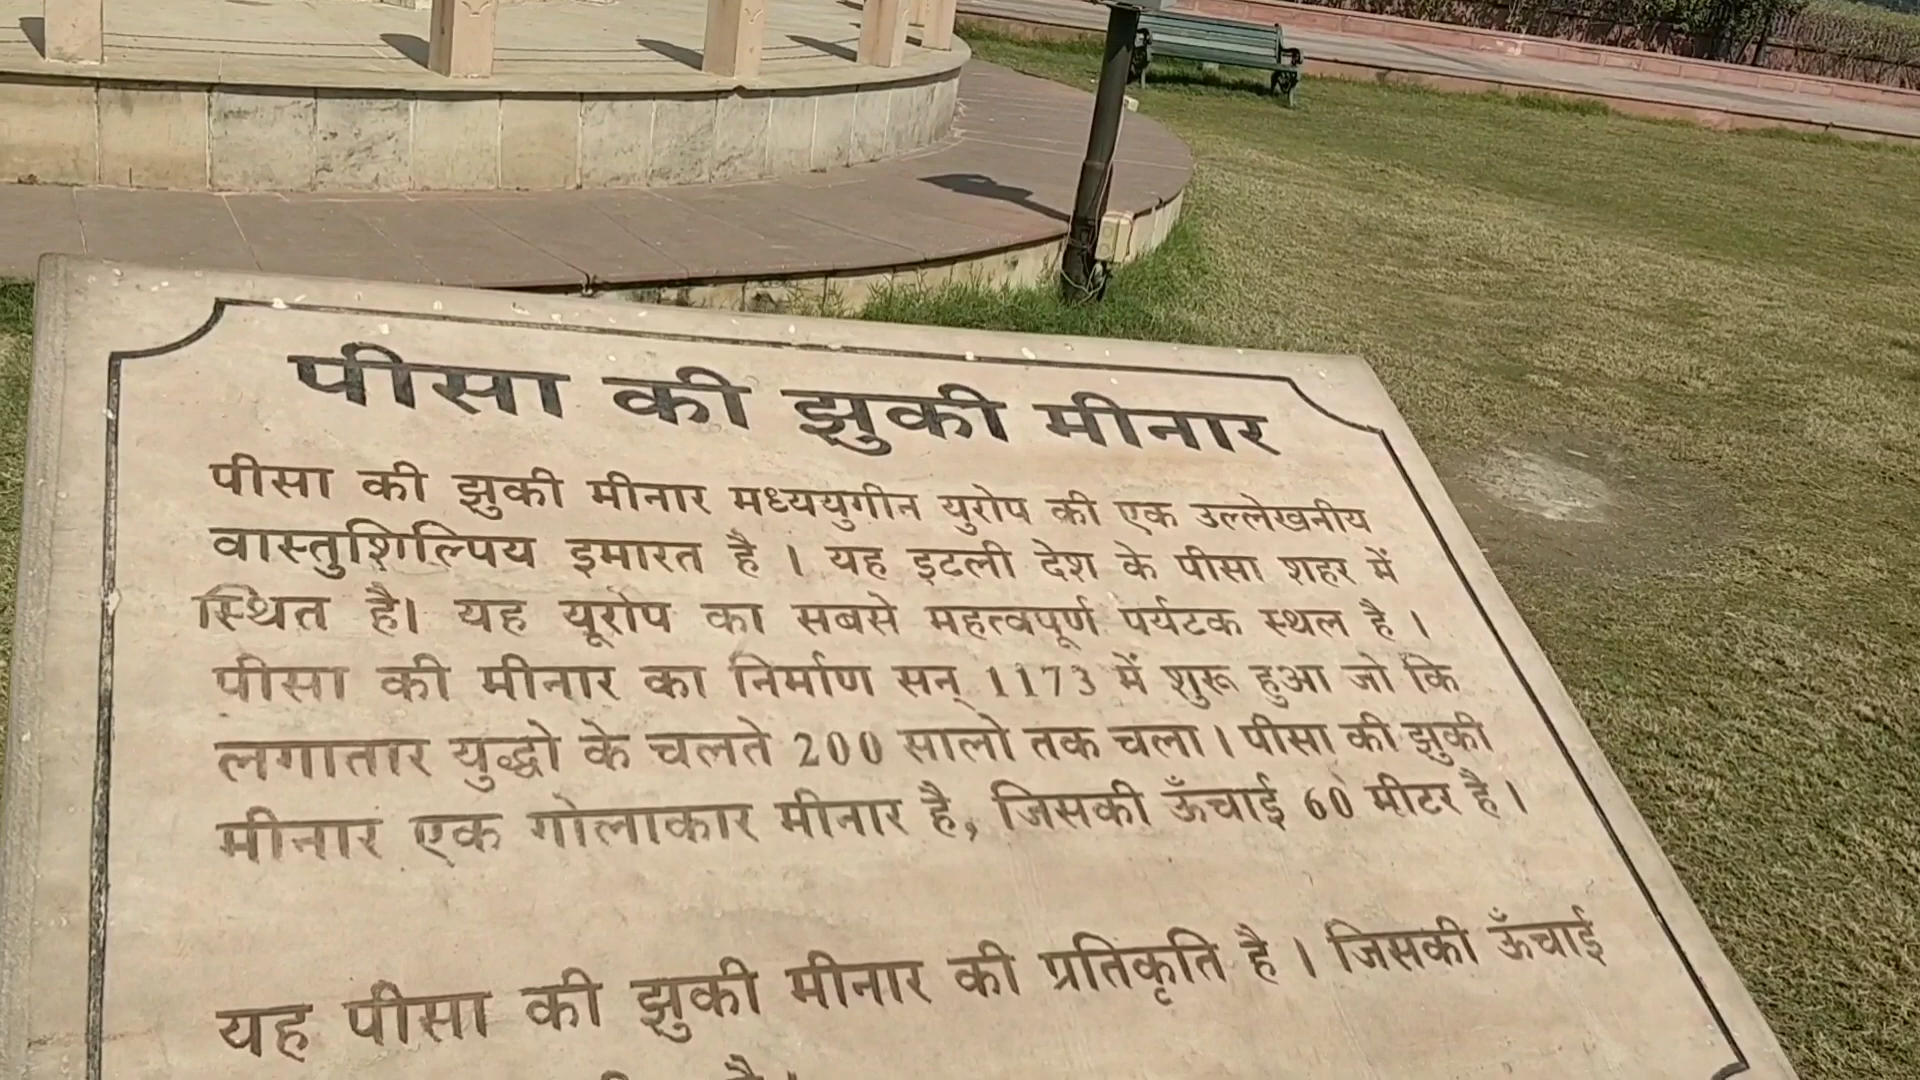 पीसा की झुकी मीनार
पीसा की झुकी मीनार मध्ययुगीन युरोप की एक उल्लेखनीय
वास्तुशिल्पिय इमारत है । यह इटली देश के पीसा शहर में
स्थित है। यह यूरोप का सबसे महत्वपूर्ण पर्यटक स्थल है ।
पीसा की मीनार का निर्माण सन् 1173 में शुरू हुआ जो कि
लगातार युद्धो के चलते 200 सालो तक चला । पीसा की झुकी
मीनार एक गोलाकार मीनार है, जिसकी ऊँचाई 60 मीटर है ।
यह पीसा की झुकी मीनार की प्रतिकृति है । जिसकी ऊँचाई
है ।